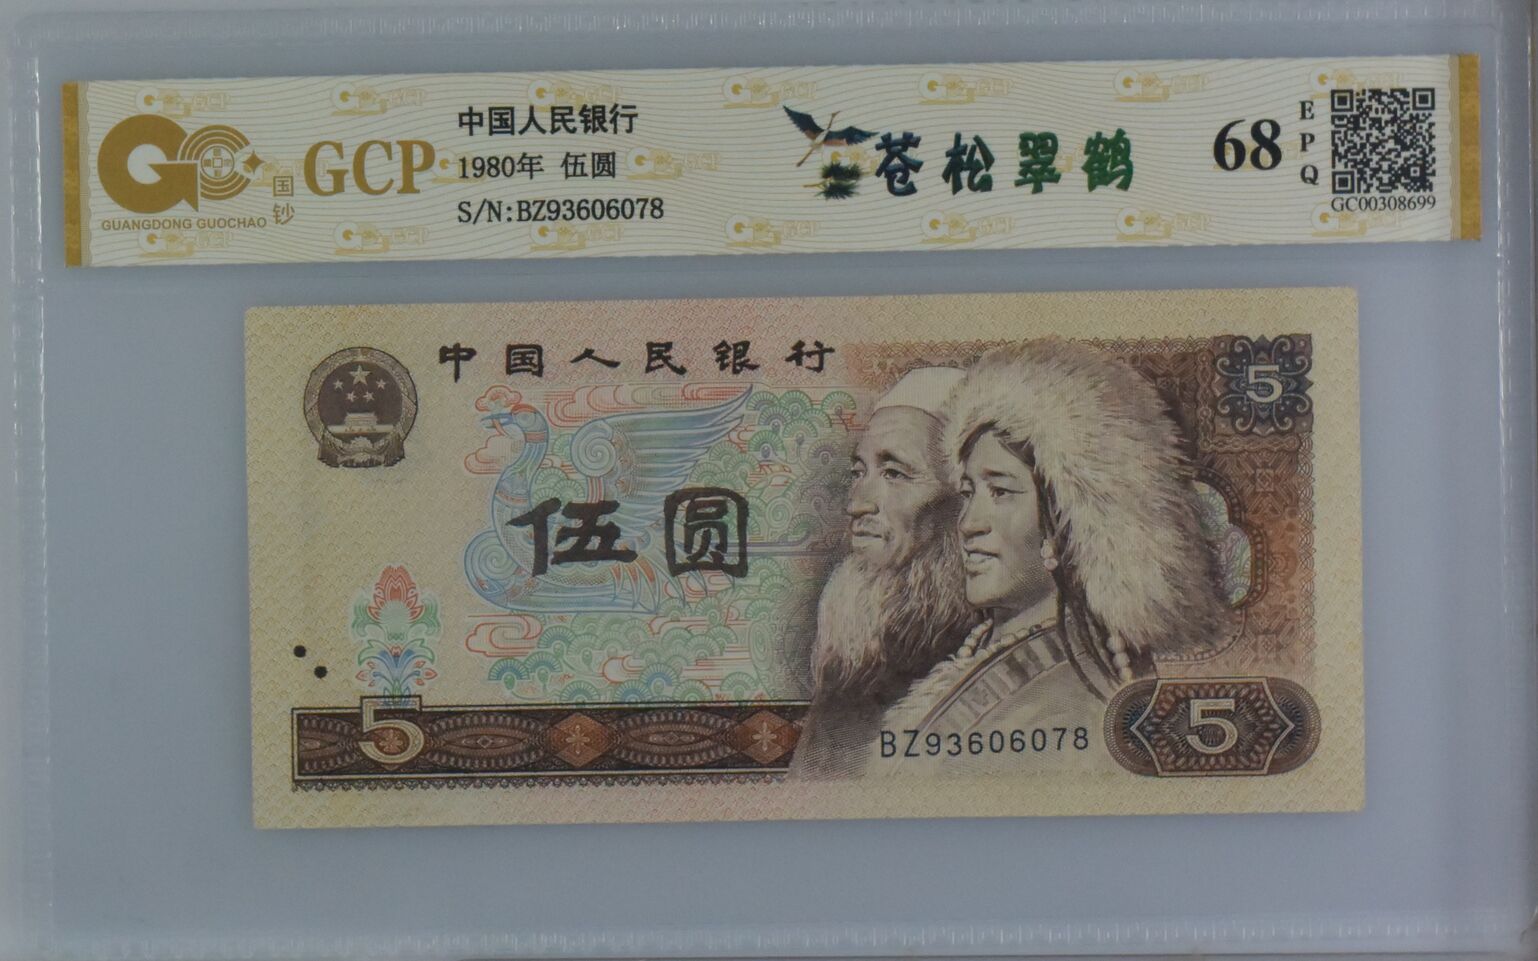 GCP
GUANGDONG GUOCHAO
国钞
中国人民银行
1980年 伍圆
S/N:BZ93606078
苍松翠鹤
68
EPQ
GC00308699
中国人民银行
5
伍圆
5
BZ93606078
5